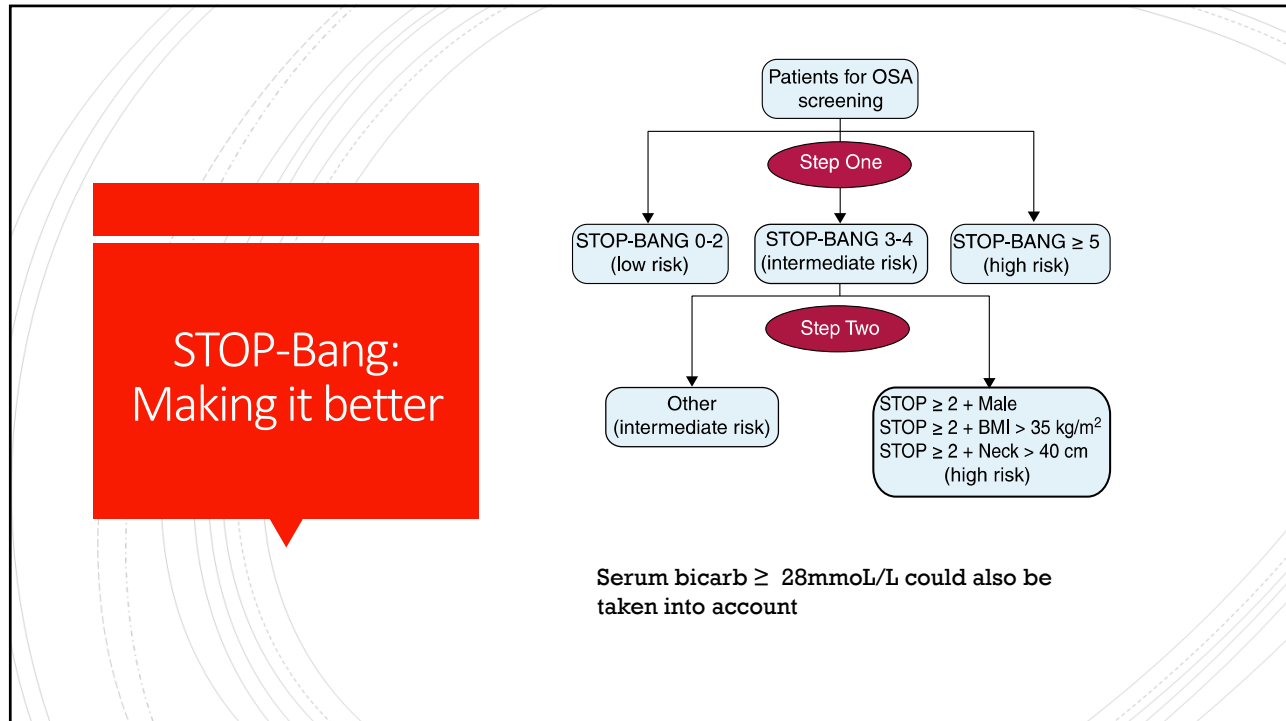 STOP-Bang:
Making it better
Patients for OSA
screening
Step One
STOP-BANG 0-2
(low risk)
STOP-BANG 3-4
(intermediate risk)
STOP-BANG ≥ 5
(high risk)
Step Two
Other
(intermediate risk)
STOP ≥ 2 + Male
STOP ≥ 2 + BMI > 35 kg/m²
STOP ≥ 2 + Neck > 40 cm
(high risk)
Serum bicarb ≥ 28mmoL/L could also be
taken into account